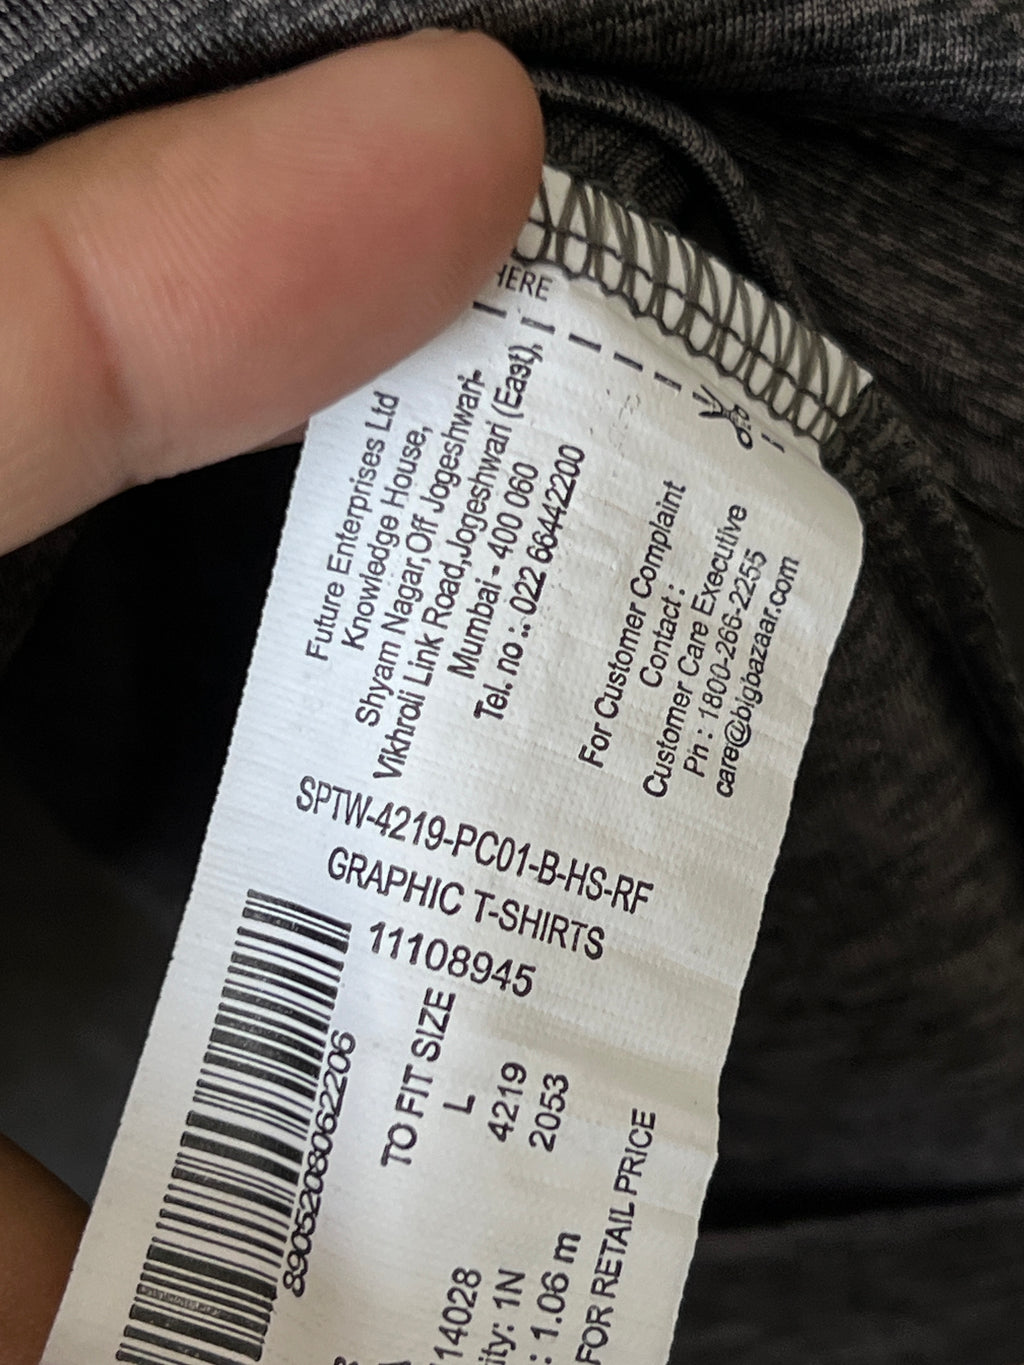 HERE
Future Enterprises Ltd
Knowledge House,
Shyam Nagar,Off Jogeshwari-
Vikhroli Link Road,Jogeshwari (East),
Mumbai - 400 060
Tel. no :. 022 66442200
For Customer Complaint
Contact :
Customer Care Executive
Ph : 1800-266-2255
care@bigbazaar.com
SPTW-4219-PC01-B-HS-RF
GRAPHIC T-SHIRTS
11108945
8905208062206
TO FIT SIZE
L
4219
2053
14028
ity: 1N
: 1.06 m
FOR RETAIL PRICE